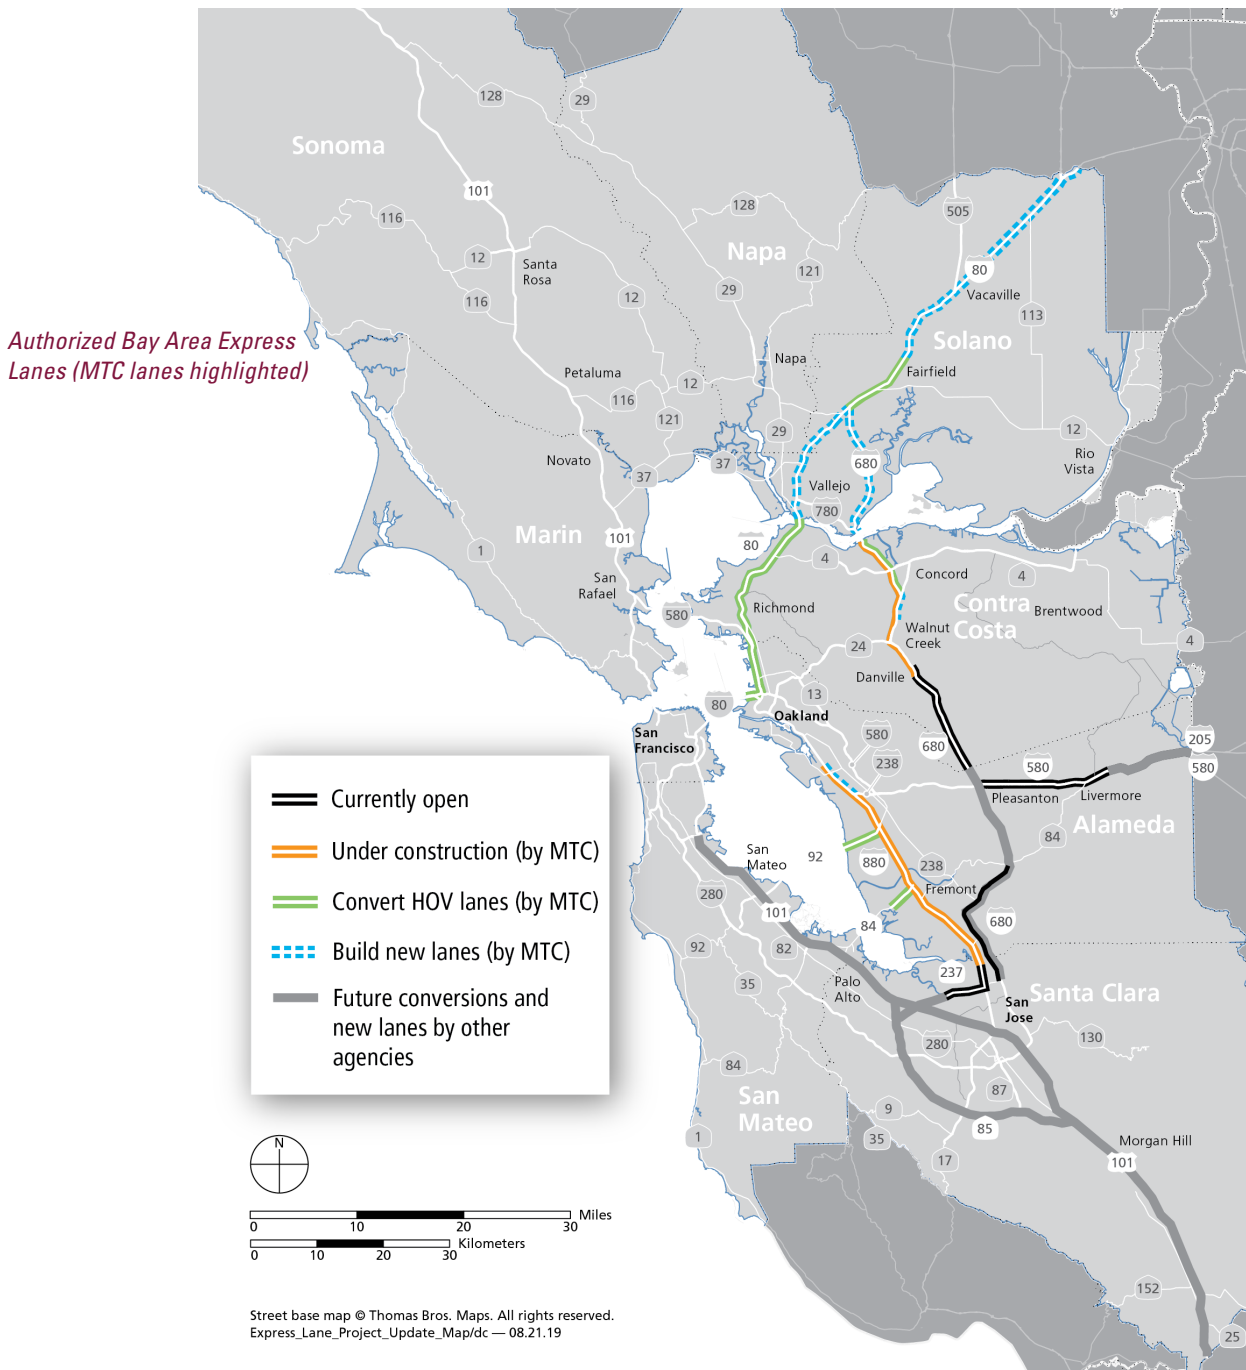 128
29
Sonoma
101
128
505
116
Napa
12
Santa
Rosa
121
80
Vacaville
116
12
29
113
Authorized Bay Area Express
Lanes (MTC lanes highlighted)
Solano
Napa
Petaluma
Fairfield
12
116
121
29
12
Novato
37
37
680
Rio
Vista
Vallejo
780
Marin
101
80
1
4
Concord
4
San
Rafael
Contra
Costa
Richmond
Brentwood
580
Walnut
Creek
24
4
Danville
13
80
Oakland
San
Francisco
580
680
238
205
580
580
Pleasanton
Livermore
84
Alameda
Currently open
Under construction (by MTC)
Convert HOV lanes (by MTC)
Build new lanes (by MTC)
Future conversions and
new lanes by other
agencies
San
Mateo
92
880
238
280
Fremont
101
84
680
92
82
237
35
Palo
Alto
San
Jose
Santa Clara
280
130
84
87
San
Mateo
9
85
1
35
17
Morgan Hill
101
152
25
N
0
10
20
30
Miles
0
10
20
30
Kilometers
Street base map © Thomas Bros. Maps. All rights reserved.
Express_Lane_Project_Update_Map/dc — 08.21.19